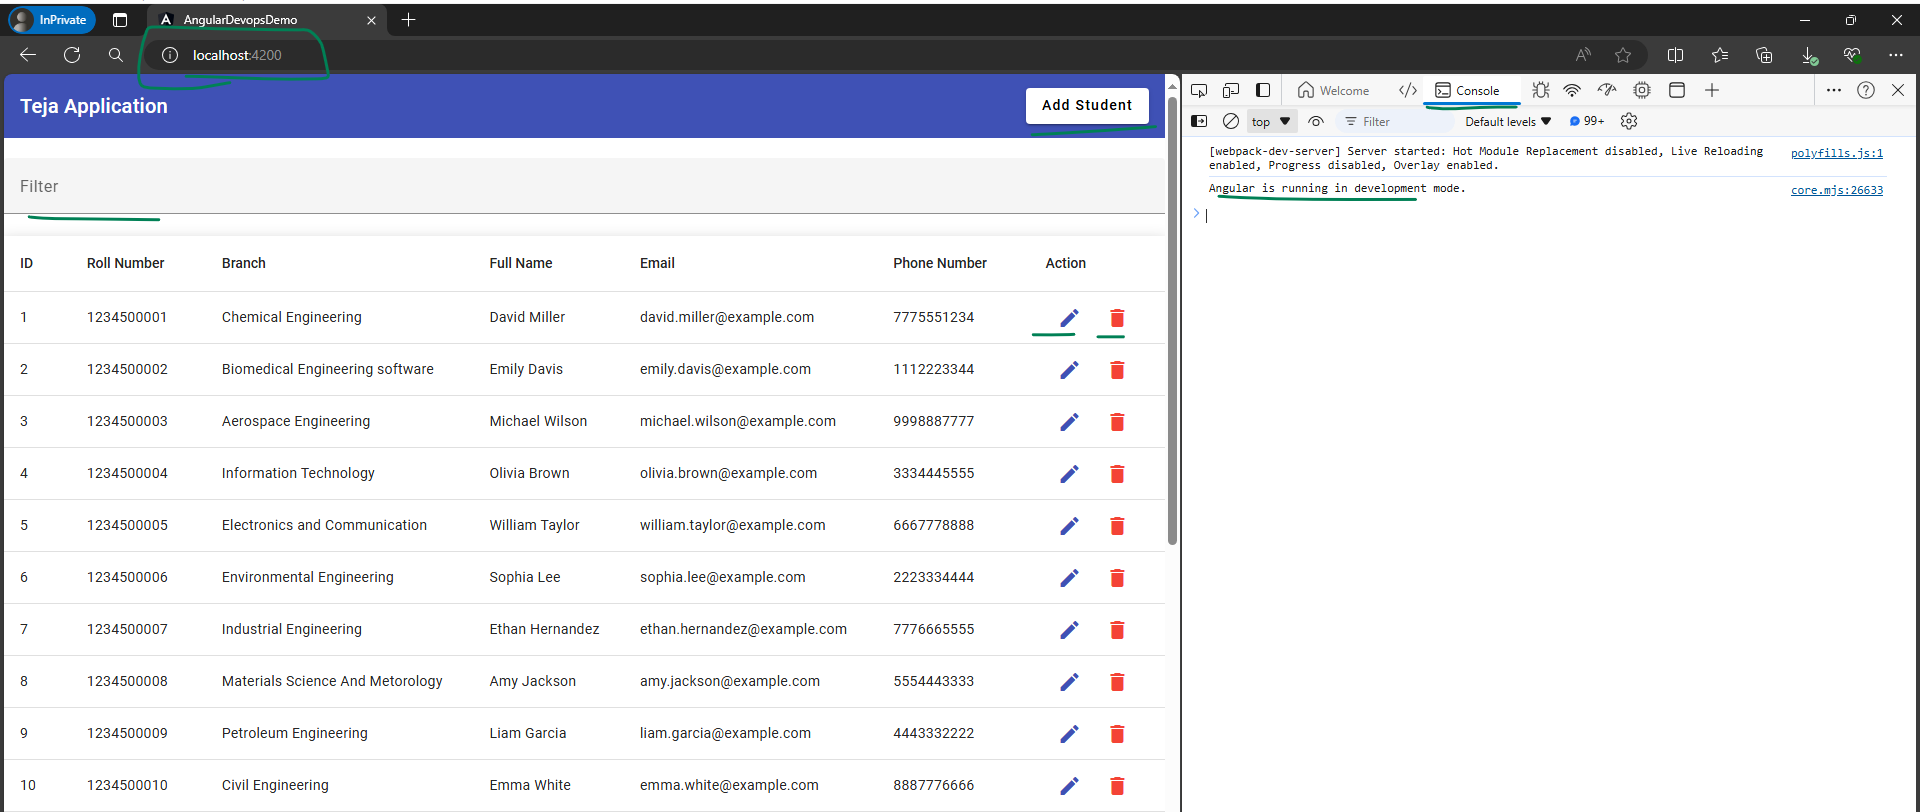 InPrivate
AngularDevopsDemo
localhost:4200
Teja Application
Add Student
Filter
ID Roll Number Branch Full Name Email Phone Number Action
1 1234500001 Chemical Engineering David Miller david.miller@example.com 7775551234
2 1234500002 Biomedical Engineering software Emily Davis emily.davis@example.com 1112223344
3 1234500003 Aerospace Engineering Michael Wilson michael.wilson@example.com 9998887777
4 1234500004 Information Technology Olivia Brown olivia.brown@example.com 3334445555
5 1234500005 Electronics and Communication William Taylor william.taylor@example.com 6667778888
6 1234500006 Environmental Engineering Sophia Lee sophia.lee@example.com 2223334444
7 1234500007 Industrial Engineering Ethan Hernandez ethan.hernandez@example.com 7776665555
8 1234500008 Materials Science And Metorology Amy Jackson amy.jackson@example.com 5554443333
9 1234500009 Petroleum Engineering Liam Garcia liam.garcia@example.com 4443332222
10 1234500010 Civil Engineering Emma White emma.white@example.com 8887776666
Welcome Console
top Filter Default levels 99+
[webpack-dev-server] Server started: Hot Module Replacement disabled, Live Reloading polyfills.js:1
enabled, Progress disabled, Overlay enabled.
Angular is running in development mode. core.mjs:26633